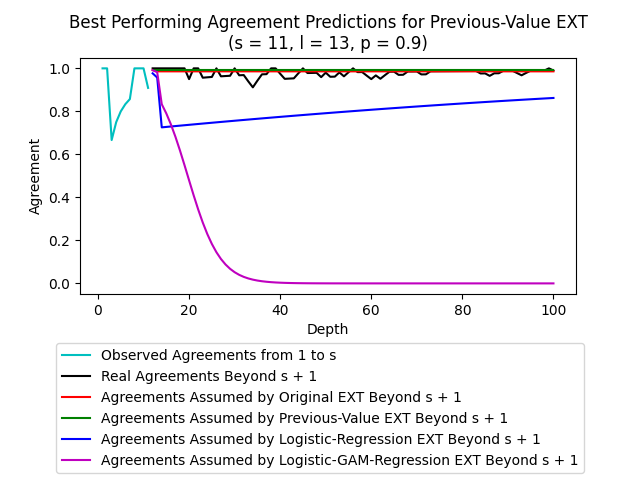 Best Performing Agreement Predictions for Previous-Value EXT
(s = 11, l = 13, p = 0.9)
Agreement
1.0
0.8
0.6
0.4
0.2
0.0
0 20 40 60 80 100
Depth
Observed Agreements from 1 to s
Real Agreements Beyond s + 1
Agreements Assumed by Original EXT Beyond s + 1
Agreements Assumed by Previous-Value EXT Beyond s + 1
Agreements Assumed by Logistic-Regression EXT Beyond s + 1
Agreements Assumed by Logistic-GAM-Regression EXT Beyond s + 1